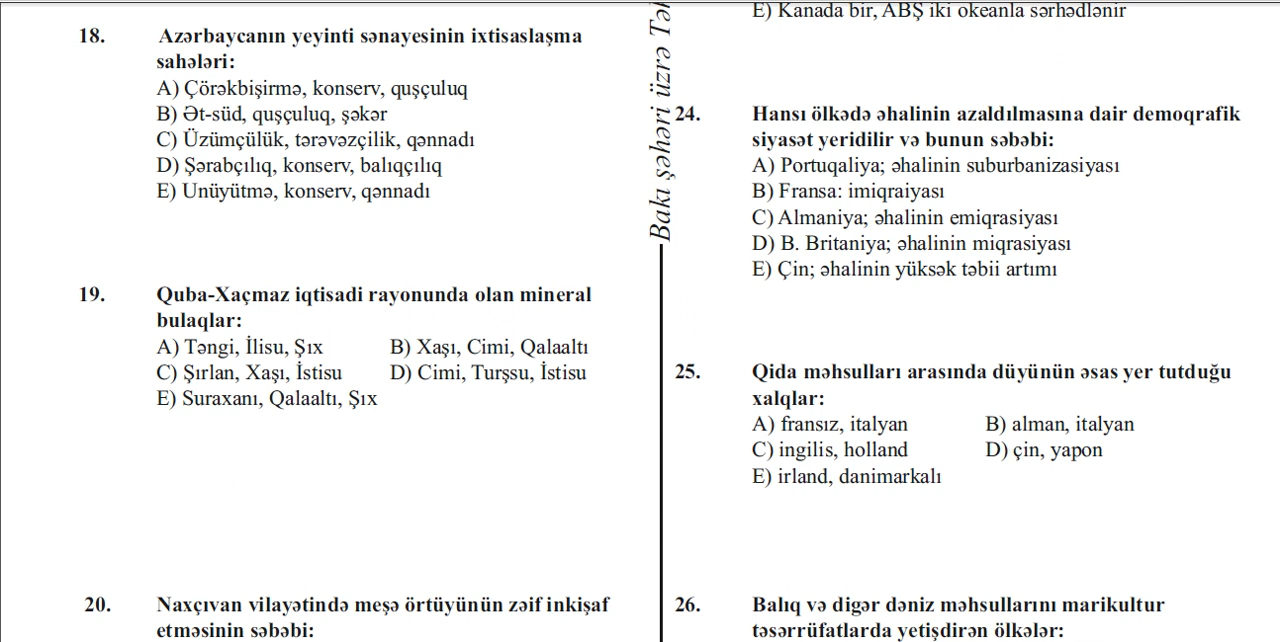 18. Azərbaycanın yeyinti sənayesinin ixtisaslaşma
sahələri:
A) Çörəkbişirmə, konserv, quşçuluq
B) Ət-süd, quşçuluq, şəkər
C) Üzümçülük, tərəvəzçilik, qənnadı
D) Şərabçılıq, konserv, balıqçılıq
E) Unüyütmə, konserv, qənnadı
19. Quba-Xaçmaz iqtisadi rayonunda olan mineral
bulaqlar:
A) Təngi, İlisu, Şıx B) Xaşı, Cimi, Qalaaltı
C) Şırlan, Xaşı, İstisu D) Cimi, Turşsu, İstisu
E) Suraxanı, Qalaaltı, Şıx
20. Naxçıvan vilayətində meşə örtüyünün zəif inkişaf
etməsinin səbəbi:
Bakı şəhəri üzrə
E) Kanada bir, ABŞ iki okeanla sərhədlənir
24. Hansı ölkədə əhalinin azaldılmasına dair demoqrafik
siyasət yeridilir və bunun səbəbi:
A) Portuqaliya; əhalinin suburbanizasiyası
B) Fransa: imiqraiyası
C) Almaniya; əhalinin emiqrasiyası
D) B. Britaniya; əhalinin miqrasiyası
E) Çin; əhalinin yüksək təbii artımı
25. Qida məhsulları arasında düyünün əsas yer tutduğu
xalqlar:
A) fransız, italyan B) alman, italyan
C) ingilis, holland D) çin, yapon
E) irland, danimarkalı
26. Balıq və digər dəniz məhsullarını marikultur
təsərrüfatlarda yetişdirən ölkələr: